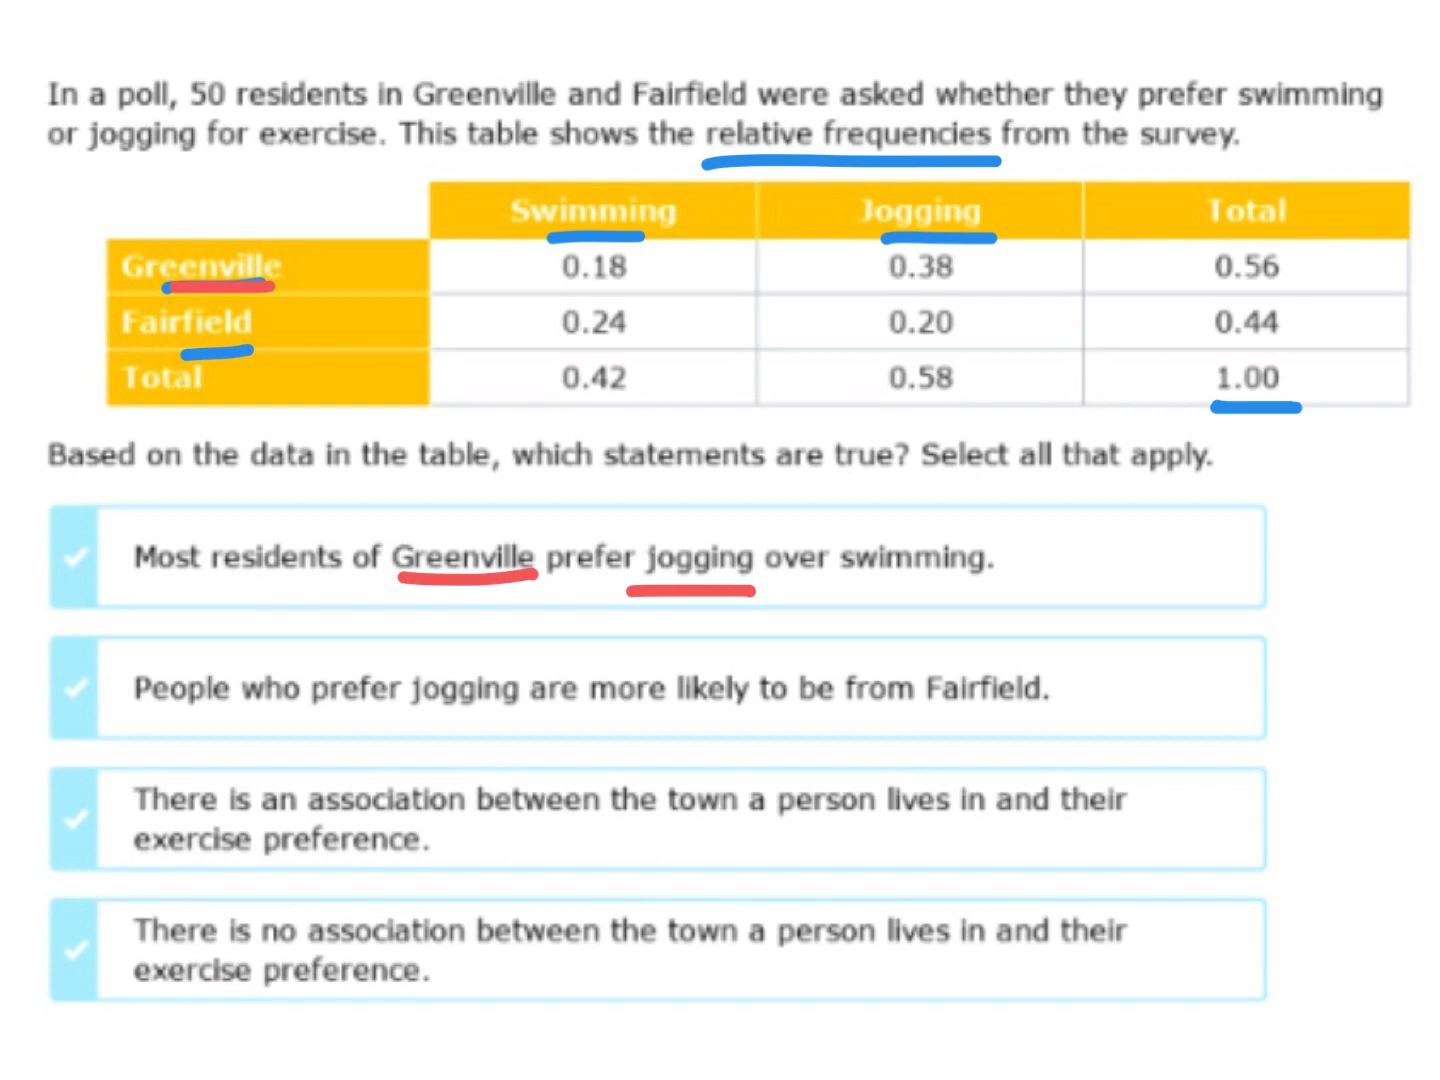 In a poll, 50 residents in Greenville and Fairfield were asked whether they prefer swimming
or jogging for exercise. This table shows the relative frequencies from the survey.
Swimming Jogging Total
Greenville 0.18 0.38 0.56
Fairfield 0.24 0.20 0.44
Total 0.42 0.58 1.00
Based on the data in the table, which statements are true? Select all that apply.
Most residents of Greenville prefer jogging over swimming.
People who prefer jogging are more likely to be from Fairfield.
There is an association between the town a person lives in and their
exercise preference.
There is no association between the town a person lives in and their
exercise preference.